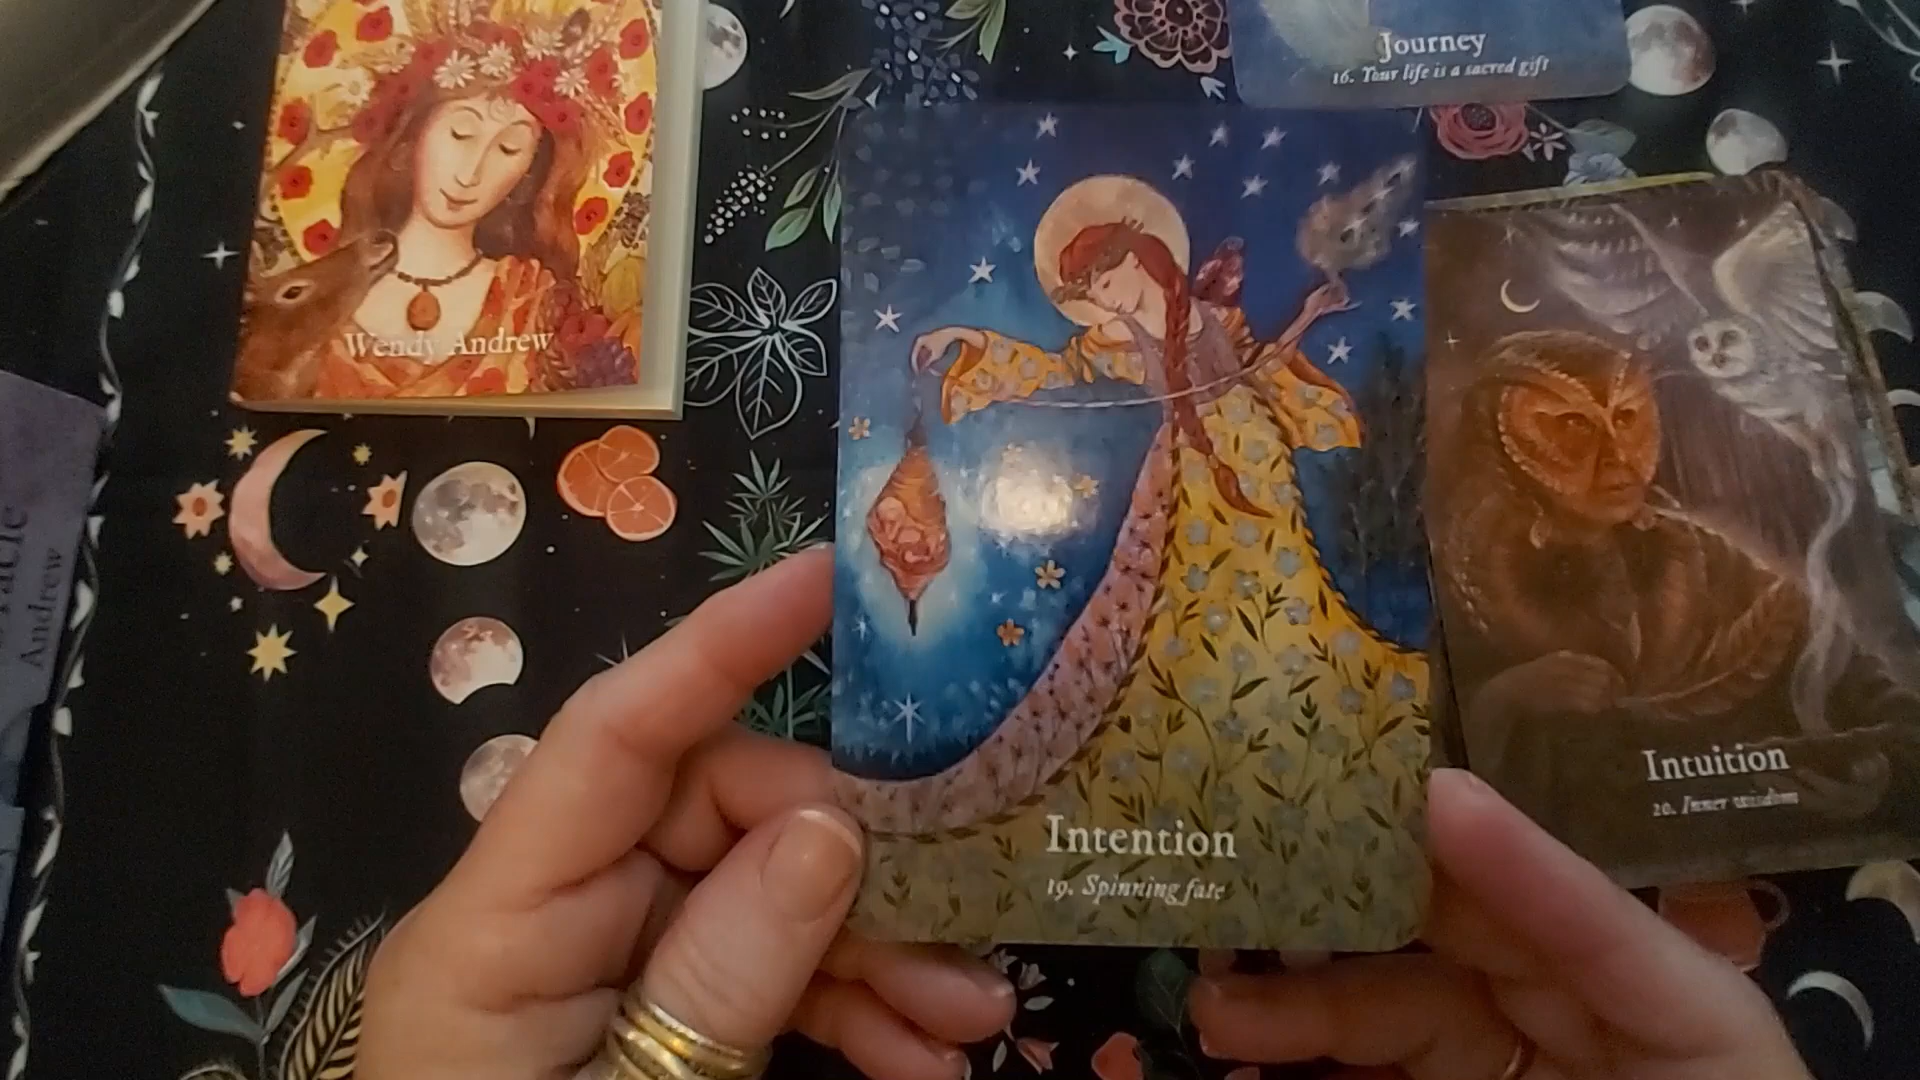 Journey
16. Your life is a sacred gift
Wendy Andrew
Andrew
Intention
19. Spinning fate
Intuition
20. Inner wisdom